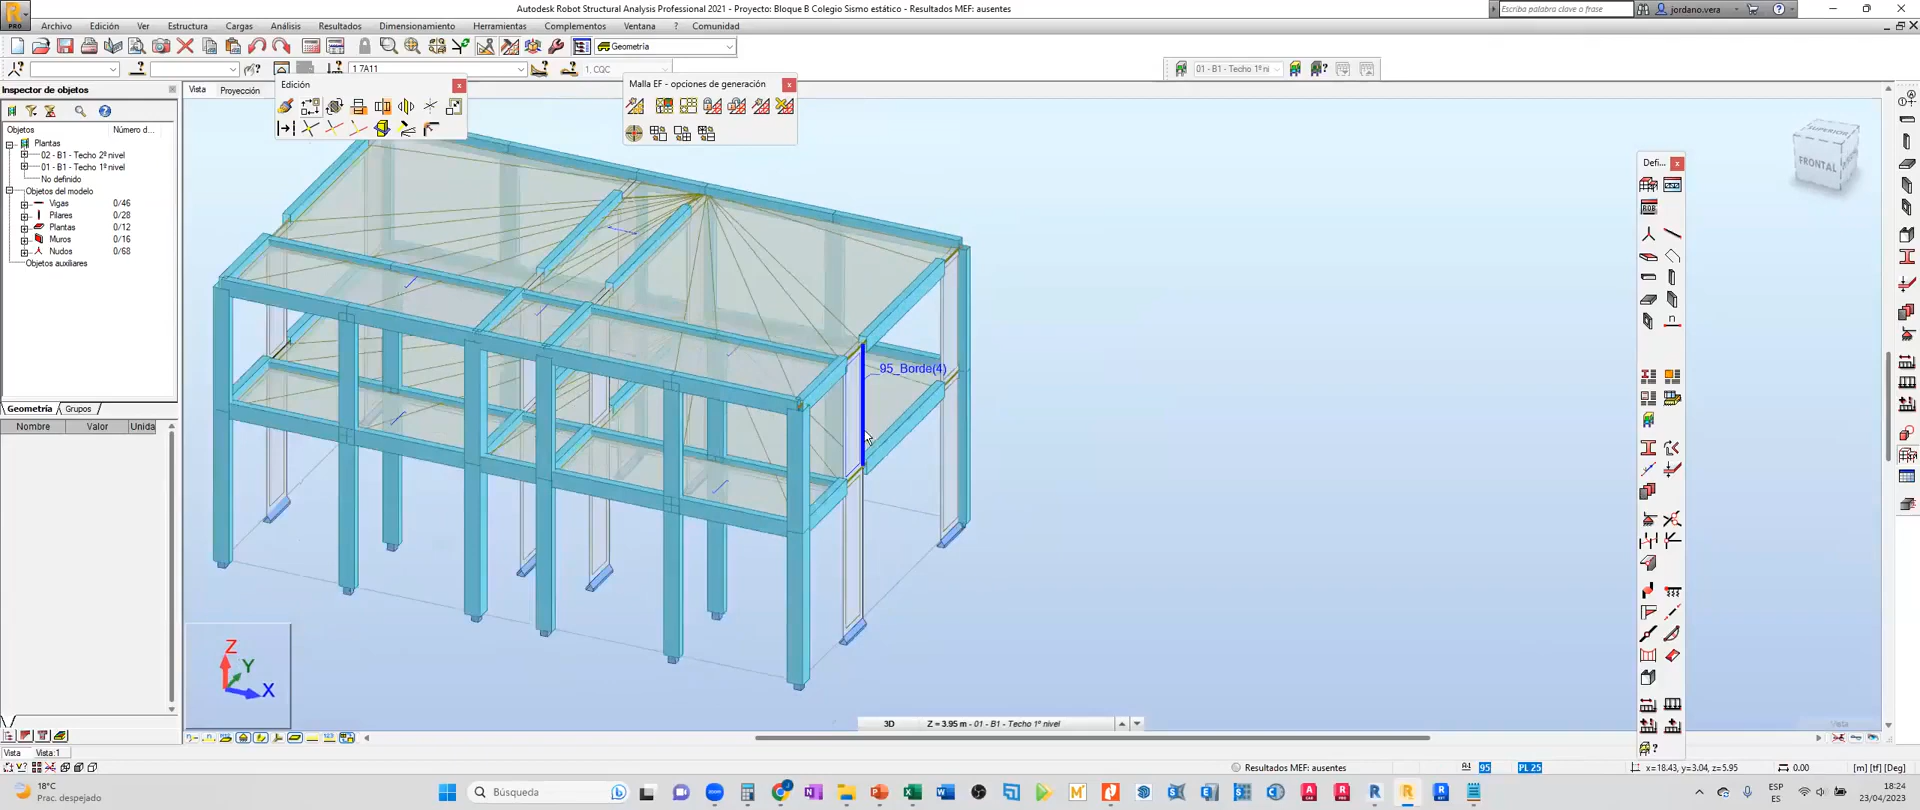 Autodesk Robot Structural Analysis Professional 2021 - Proyecto: Bloque B Colegio Sismo estático - Resultados MEF: ausentes
Escriba palabra clave o frase
jordano.vera
PRO
Archivo Edición Ver Estructura Cargas Análisis Resultados Dimensionamiento Herramientas Complementos Ventana ? Comunidad
Geometría
1 7A11
1. CQC
01 - B1 - Techo 1º ni
Inspector de objetos
Vista Proyección
Edición
Malla EF - opciones de generación
Objetos Número d...
Plantas
02 - B1 - Techo 2º nivel
01 - B1 - Techo 1º nivel
No definido
Objetos del modelo
Vigas 0/46
Pilares 0/28
Plantas 0/12
Muros 0/16
Nudos 0/68
Objetos auxiliares
Geometría Grupos
Nombre Valor Unida
SUPERIOR
FRONTAL
Defi...
95_Borde(4)
Z
Y
X
3D Z = 3.95 m - 01 - B1 - Techo 1º nivel
Vista
Vista Vista:1
Resultados MEF: ausentes
95
PL 25
x=18.43, y=3.04, z=5.95
0.00
[m] [tf] [Deg]
18°C
Prac. despejado
Búsqueda
ESP
ES
18:24
23/04/2023